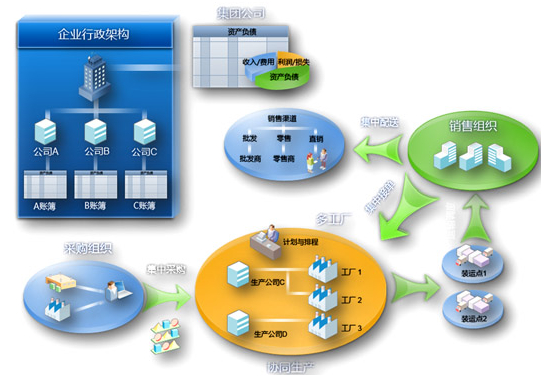 集团公司
企业行政架构
资产负债
收入/费用
利润/损失
资产负债
公司A
公司B
公司C
A账簿
B账簿
C账簿
销售渠道
批发
零售
直销
批发商
零售商
集中配送
销售组织
多工厂
采购组织
计划与排程
集中采购
生产公司C
工厂 1
工厂 2
生产公司D
工厂 3
装运点1
装运点2
协同生产